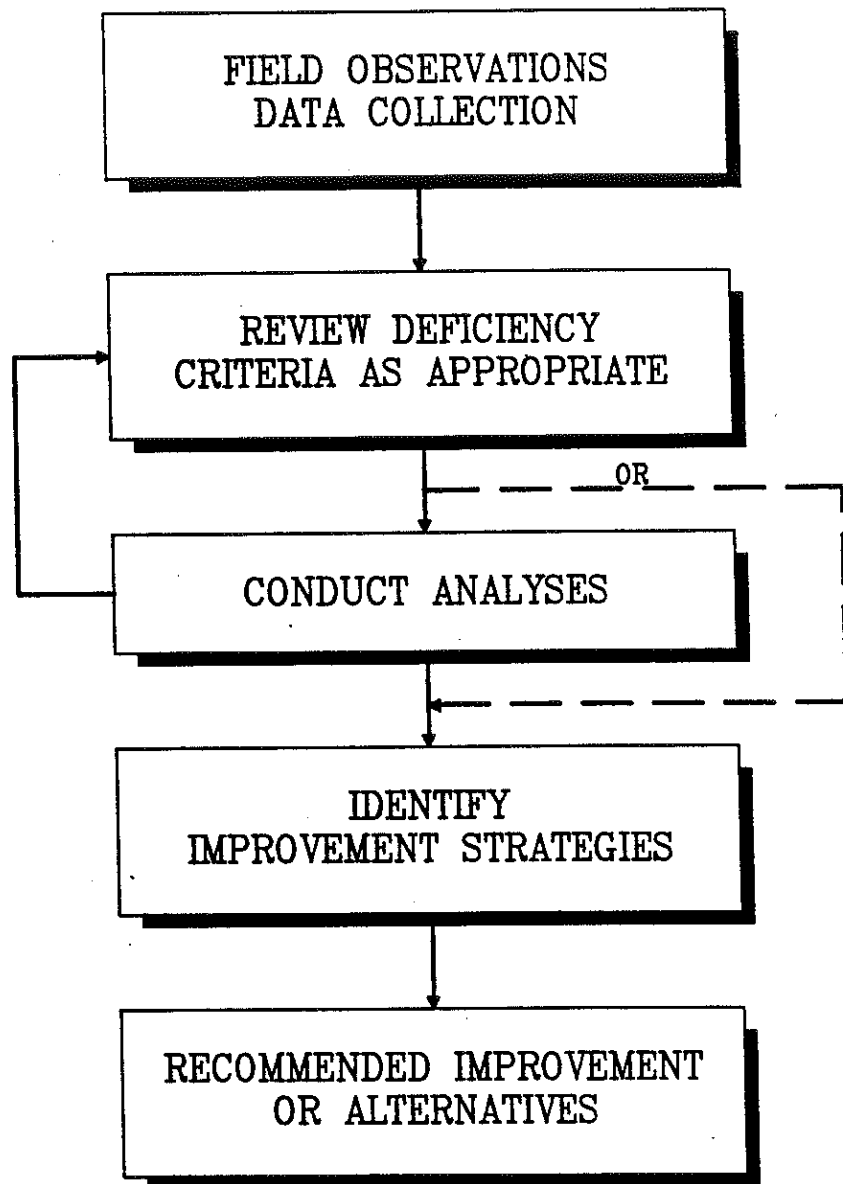 FIELD OBSERVATIONS
DATA COLLECTION
REVIEW DEFICIENCY
CRITERIA AS APPROPRIATE
OR
CONDUCT ANALYSES
IDENTIFY
IMPROVEMENT STRATEGIES
RECOMMENDED IMPROVEMENT
OR ALTERNATIVES